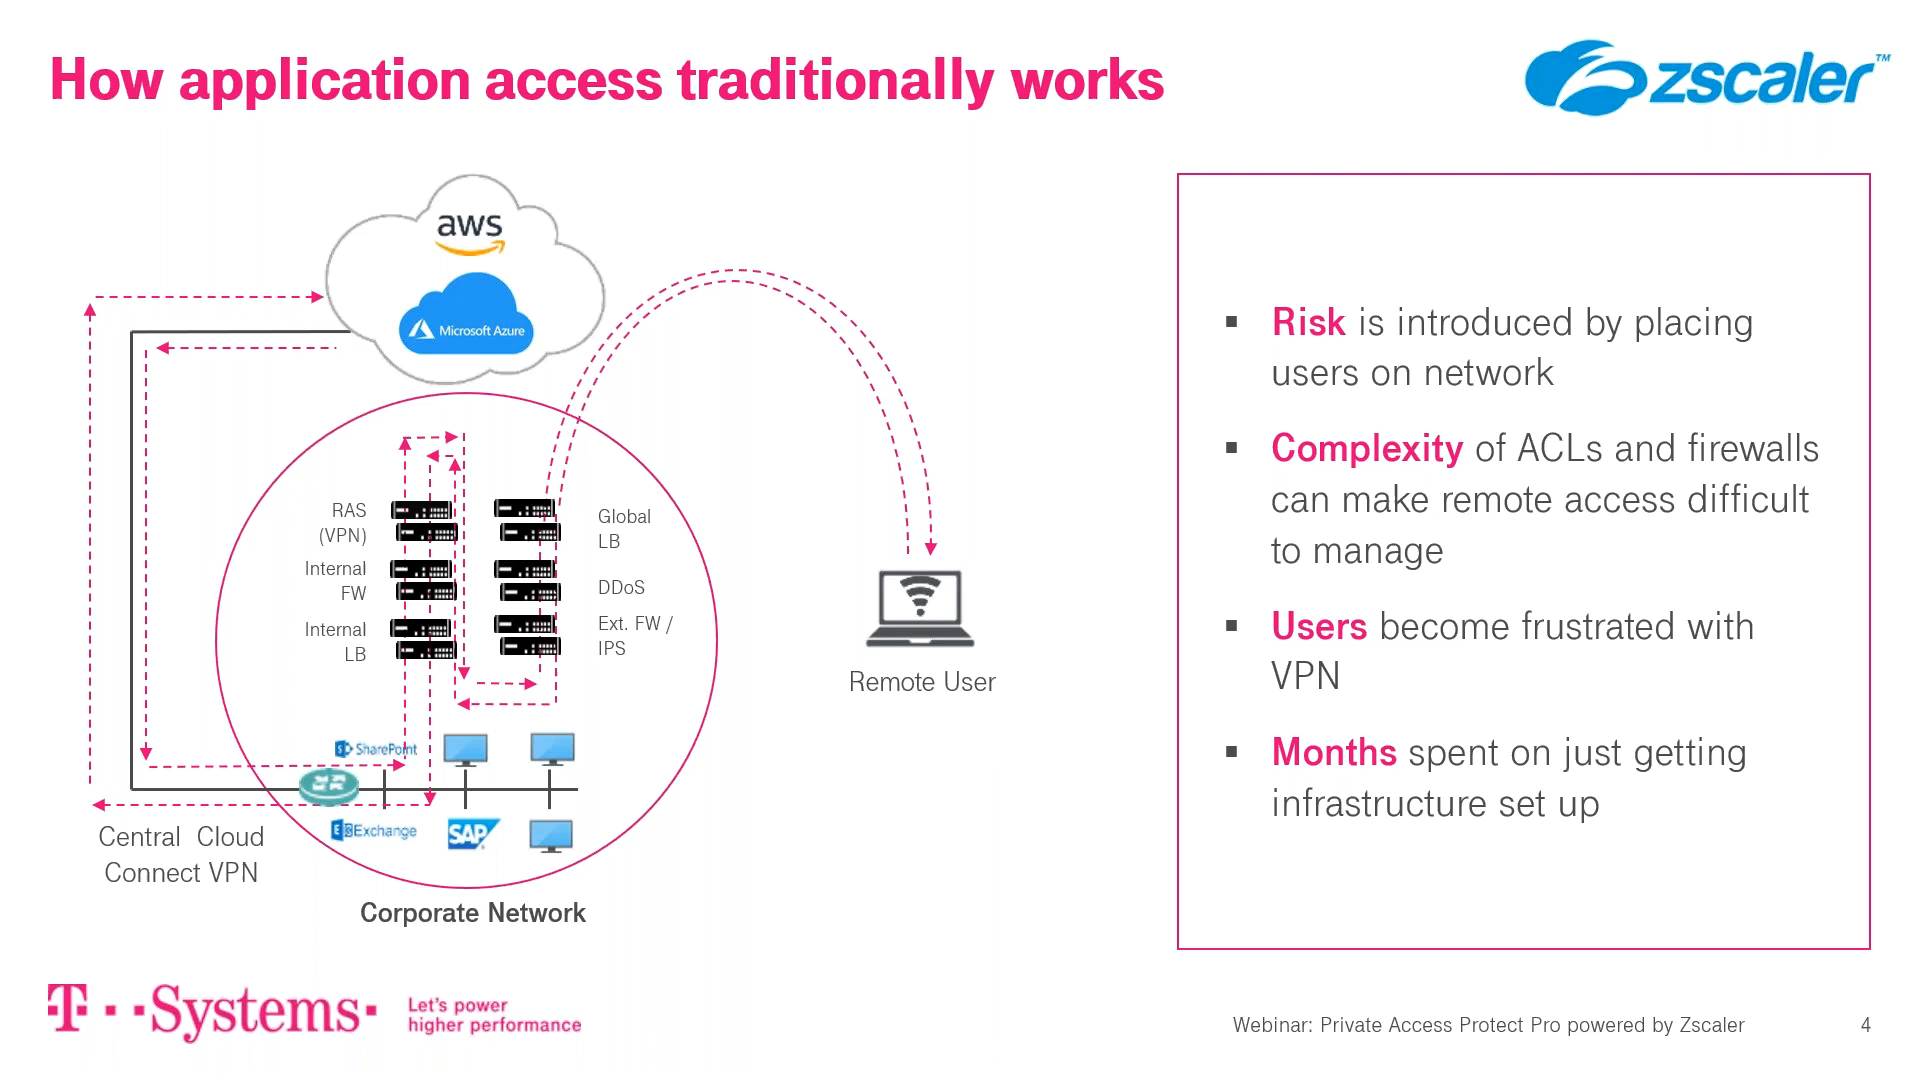 How application access traditionally works
zscaler™
aws
Microsoft Azure
RAS
(VPN)
Internal
FW
Internal
LB
Global
LB
DDoS
Ext. FW /
IPS
Remote User
SharePoint
Exchange
SAP
Central Cloud
Connect VPN
Corporate Network
▪ Risk is introduced by placing
users on network
▪ Complexity of ACLs and firewalls
can make remote access difficult
to manage
▪ Users become frustrated with
VPN
▪ Months spent on just getting
infrastructure set up
T··Systems·
Let's power
higher performance
Webinar: Private Access Protect Pro powered by Zscaler
4